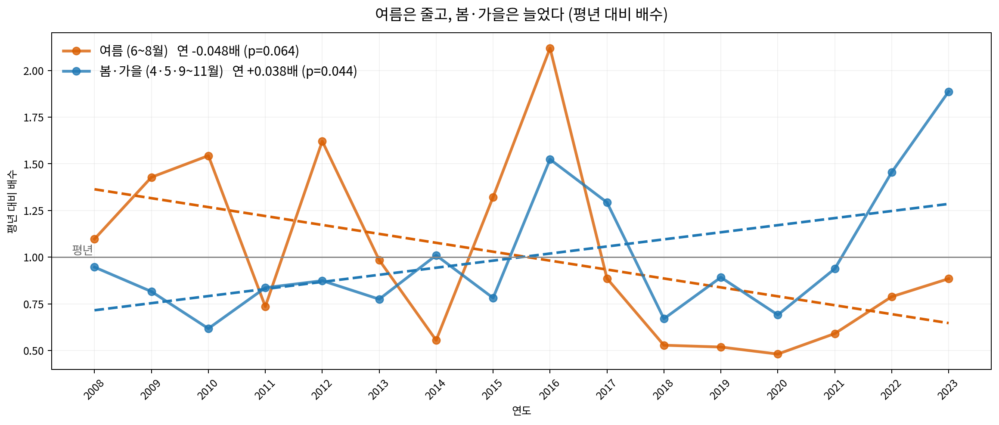 여름은 줄고, 봄·가을은 늘었다 (평년 대비 배수)
여름 (6~8월)   연 -0.048배 (p=0.064)
봄·가을 (4·5·9~11월)   연 +0.038배 (p=0.044)
평년 대비 배수
2.00
1.75
1.50
1.25
1.00
0.75
0.50
평년
2008 2009 2010 2011 2012 2013 2014 2015 2016 2017 2018 2019 2020 2021 2022 2023
연도